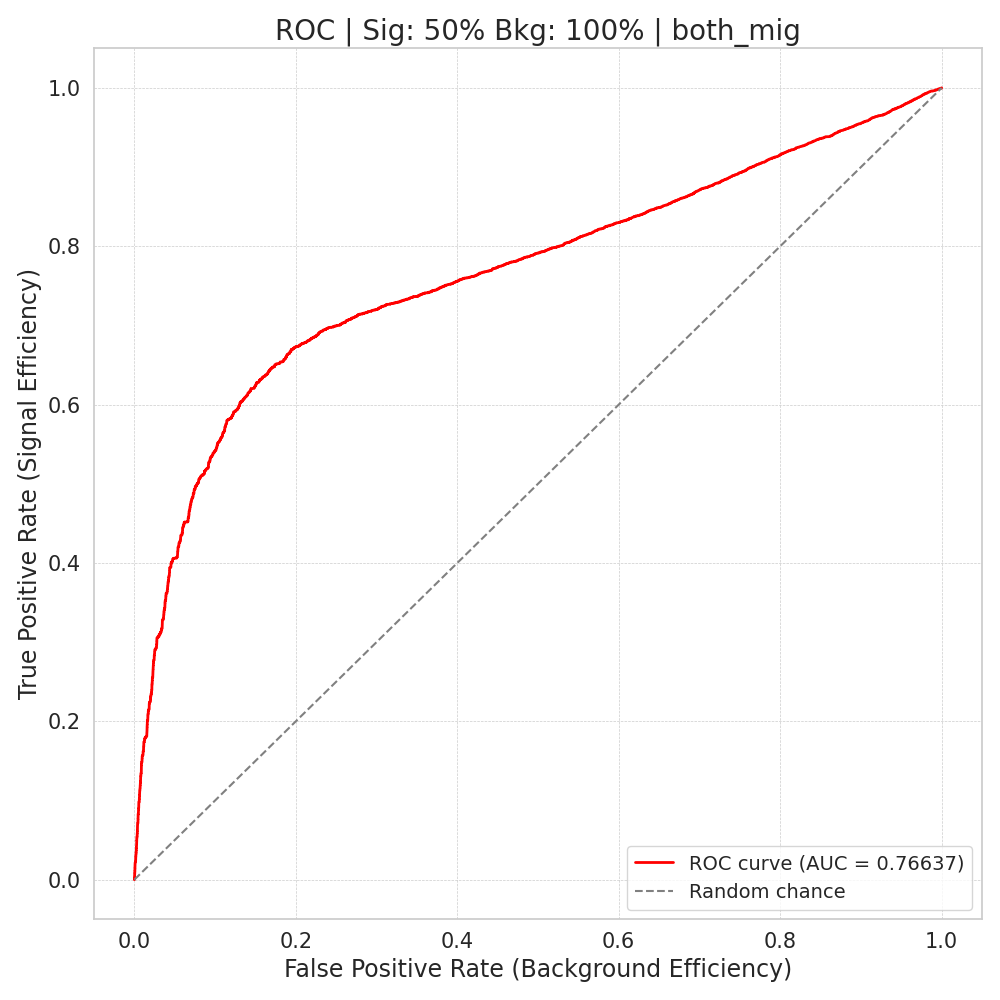 ROC | Sig: 50% Bkg: 100% | both_mig
True Positive Rate (Signal Efficiency)
1.0
0.8
0.6
0.4
0.2
0.0
ROC curve (AUC = 0.76637)
Random chance
0.0 0.2 0.4 0.6 0.8 1.0
False Positive Rate (Background Efficiency)